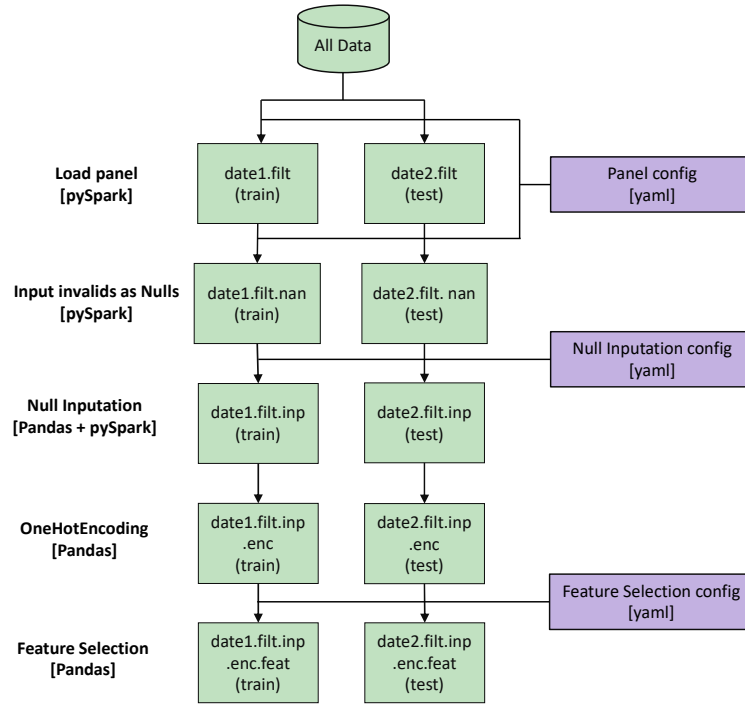 All Data
Load panel
[pySpark]
date1.filt
(train)
date2.filt
(test)
Panel config
[yaml]
Input invalids as Nulls
[pySpark]
date1.filt.nan
(train)
date2.filt. nan
(test)
Null Inputation config
[yaml]
Null Inputation
[Pandas + pySpark]
date1.filt.inp
(train)
date2.filt.inp
(test)
OneHotEncoding
[Pandas]
date1.filt.inp
.enc
(train)
date2.filt.inp
.enc
(test)
Feature Selection config
[yaml]
Feature Selection
[Pandas]
date1.filt.inp
.enc.feat
(train)
date2.filt.inp
.enc.feat
(test)